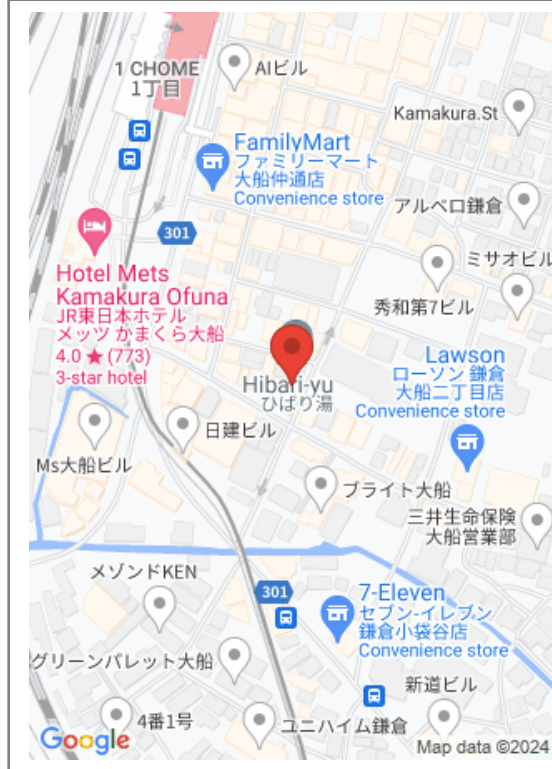 1 CHOME
1丁目
AIビル
Kamakura.St
FamilyMart
ファミリーマート
大船仲通店
Convenience store
アルベロ鎌倉
301
ミサオビル
Hotel Mets
Kamakura Ofuna
JR東日本ホテル
メッツ かまくら大船
4.0 ★ (773)
3-star hotel
秀和第7ビル
Lawson
ローソン 鎌倉
大船二丁目店
Convenience store
Hibari-yu
ひばり湯
日建ビル
Ms大船ビル
ブライト大船
三井生命保険
大船営業部
メゾンドKEN
301
7-Eleven
セブン-イレブン
鎌倉小袋谷店
Convenience store
グリーンパレット大船
新道ビル
4番1号
ユニハイム鎌倉
Google
Map data ©2024